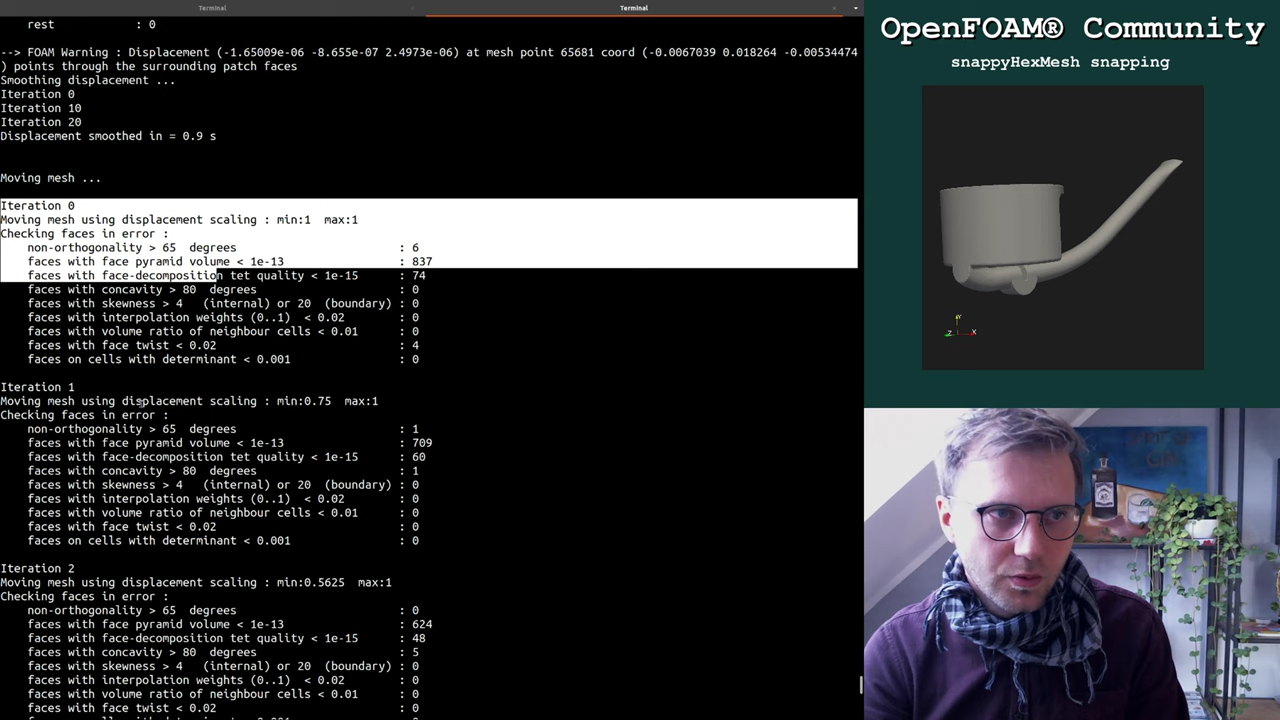 Terminal
Terminal
rest : 0
--> FOAM Warning : Displacement (-1.65009e-06 -8.655e-07 2.4973e-06) at mesh point 65681 coord (-0.0067039 0.018264 -0.00534474
) points through the surrounding patch faces
Smoothing displacement ...
Iteration 0
Iteration 10
Iteration 20
Displacement smoothed in = 0.9 s
Moving mesh ...
Iteration 0
Moving mesh using displacement scaling : min:1 max:1
Checking faces in error :
non-orthogonality > 65 degrees : 6
faces with face pyramid volume < 1e-13 : 837
faces with face-decomposition tet quality < 1e-15 : 74
faces with concavity > 80 degrees : 0
faces with skewness > 4 (internal) or 20 (boundary) : 0
faces with interpolation weights (0..1) < 0.02 : 0
faces with volume ratio of neighbour cells < 0.01 : 0
faces with face twist < 0.02 : 4
faces on cells with determinant < 0.001 : 0
Iteration 1
Moving mesh using displacement scaling : min:0.75 max:1
Checking faces in error :
non-orthogonality > 65 degrees : 1
faces with face pyramid volume < 1e-13 : 709
faces with face-decomposition tet quality < 1e-15 : 60
faces with concavity > 80 degrees : 1
faces with skewness > 4 (internal) or 20 (boundary) : 0
faces with interpolation weights (0..1) < 0.02 : 0
faces with volume ratio of neighbour cells < 0.01 : 0
faces with face twist < 0.02 : 0
faces on cells with determinant < 0.001 : 0
Iteration 2
Moving mesh using displacement scaling : min:0.5625 max:1
Checking faces in error :
non-orthogonality > 65 degrees : 0
faces with face pyramid volume < 1e-13 : 624
faces with face-decomposition tet quality < 1e-15 : 48
faces with concavity > 80 degrees : 5
faces with skewness > 4 (internal) or 20 (boundary) : 0
faces with interpolation weights (0..1) < 0.02 : 0
faces with volume ratio of neighbour cells < 0.01 : 0
faces with face twist < 0.02 : 0
OpenFOAM® Community
snappyHexMesh snapping
Y
Z X